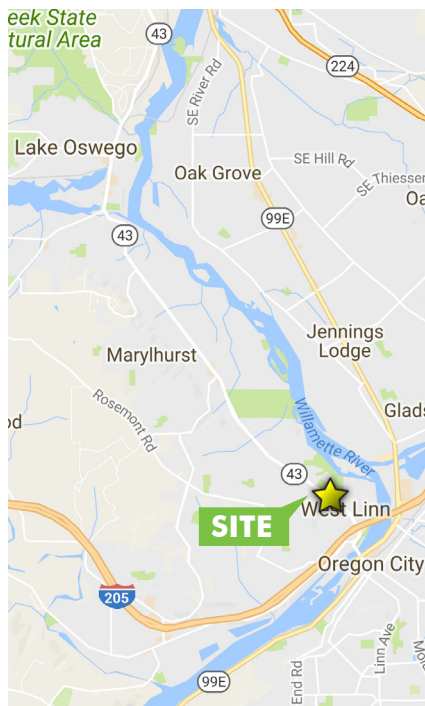 eek State
tural Area
43
224
SE River Rd
Lake Oswego
Oak Grove
SE Hill Rd
SE Thiessen
Oa
99E
43
Jennings
Lodge
Marylhurst
Rosemont Rd
od
Willamette River
Glads
43
SITE
West Linn
Oregon City
205
Linn Ave
Mol
End Rd
99E